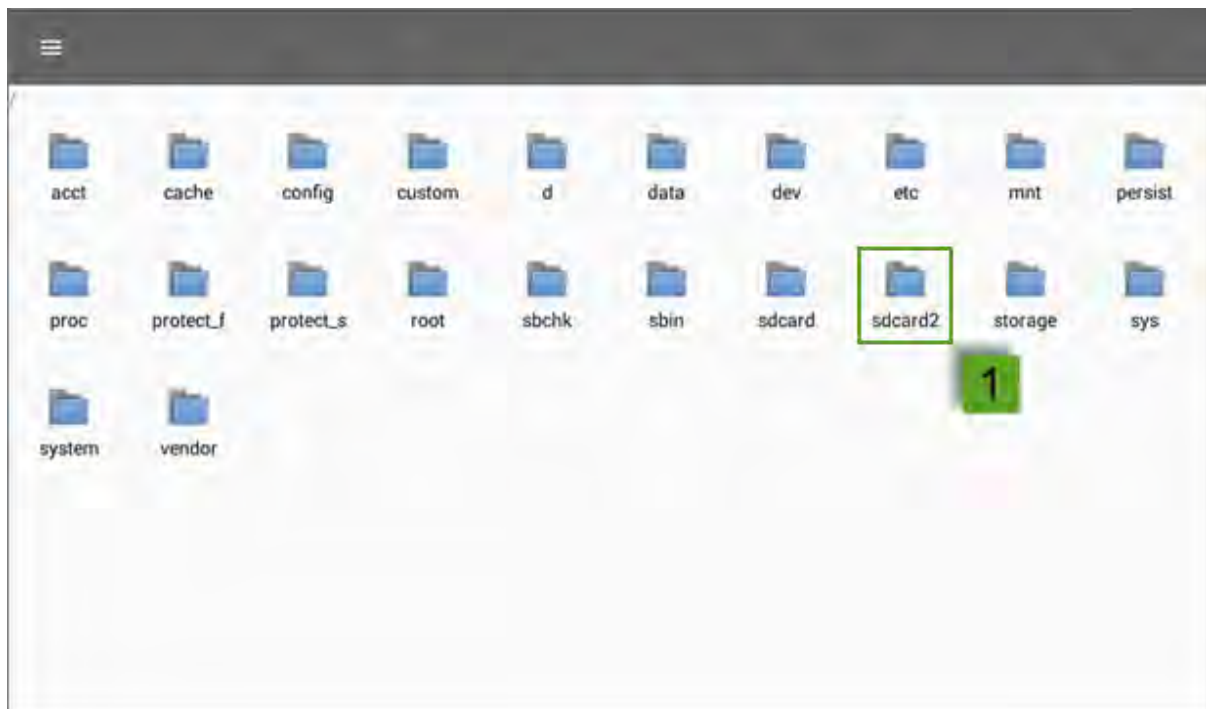 /
acct cache config custom d data dev etc mnt persist
proc protect_f protect_s root sbchk sbin sdcard sdcard2 storage sys
1
system vendor